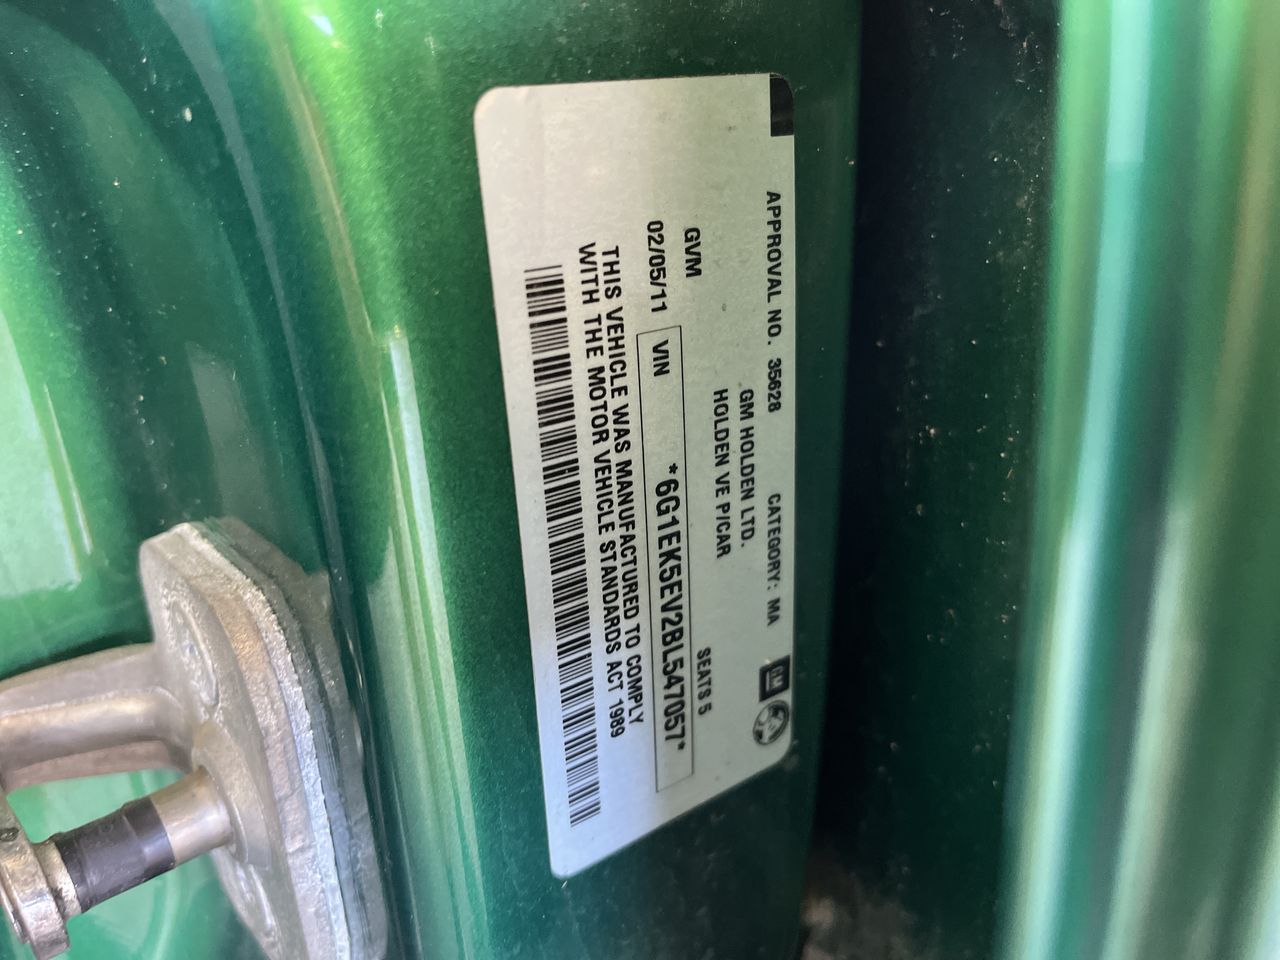 APPROVAL NO. 35628 CATEGORY: MA GM
GM HOLDEN LTD.
HOLDEN VE P/CAR
GVM SEATS 5
02/05/11 VIN *6G1EK5EV2BL547057*
THIS VEHICLE WAS MANUFACTURED TO COMPLY
WITH THE MOTOR VEHICLE STANDARDS ACT 1989